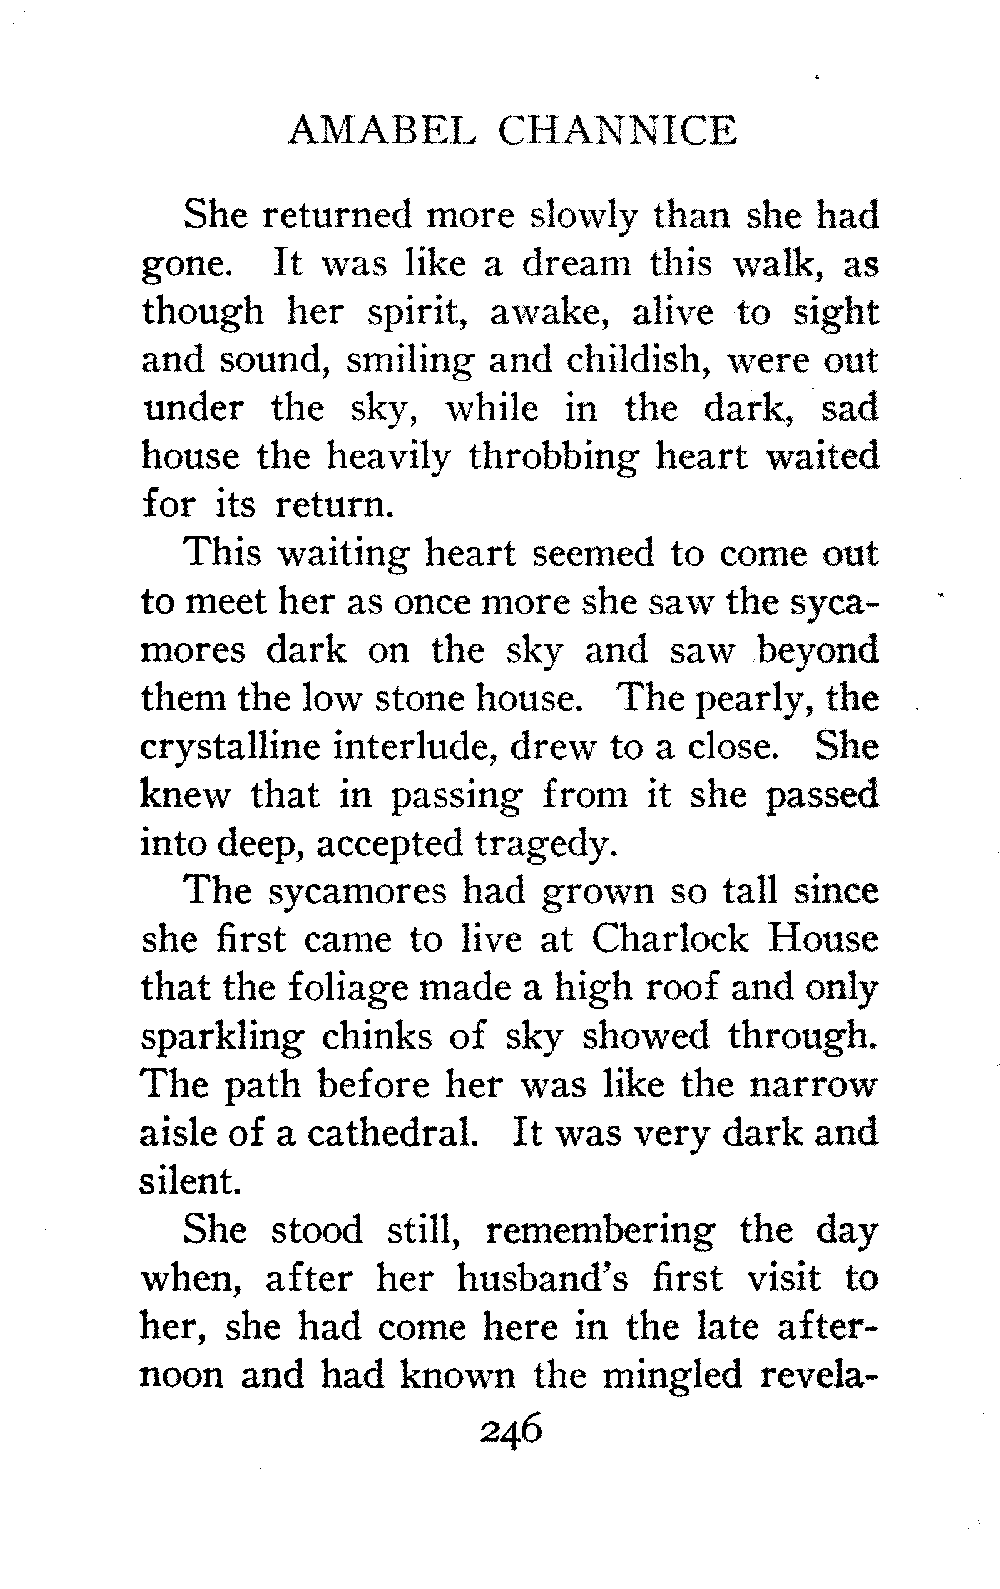 AMABEL CHANNICE
She returned more slowly than she had
gone. It was like a dream this walk, as
though her spirit, awake, alive to sight
and sound, smiling and childish, were out
under the sky, while in the dark, sad
house the heavily throbbing heart waited
for its return.
This waiting heart seemed to come out
to meet her as once more she saw the syca-
mores dark on the sky and saw beyond
them the low stone house. The pearly, the
crystalline interlude, drew to a close. She
knew that in passing from it she passed
into deep, accepted tragedy.
The sycamores had grown so tall since
she first came to live at Charlock House
that the foliage made a high roof and only
sparkling chinks of sky showed through.
The path before her was like the narrow
aisle of a cathedral. It was very dark and
silent.
She stood still, remembering the day
when, after her husband's first visit to
her, she had come here in the late after-
noon and had known the mingled revela-
246